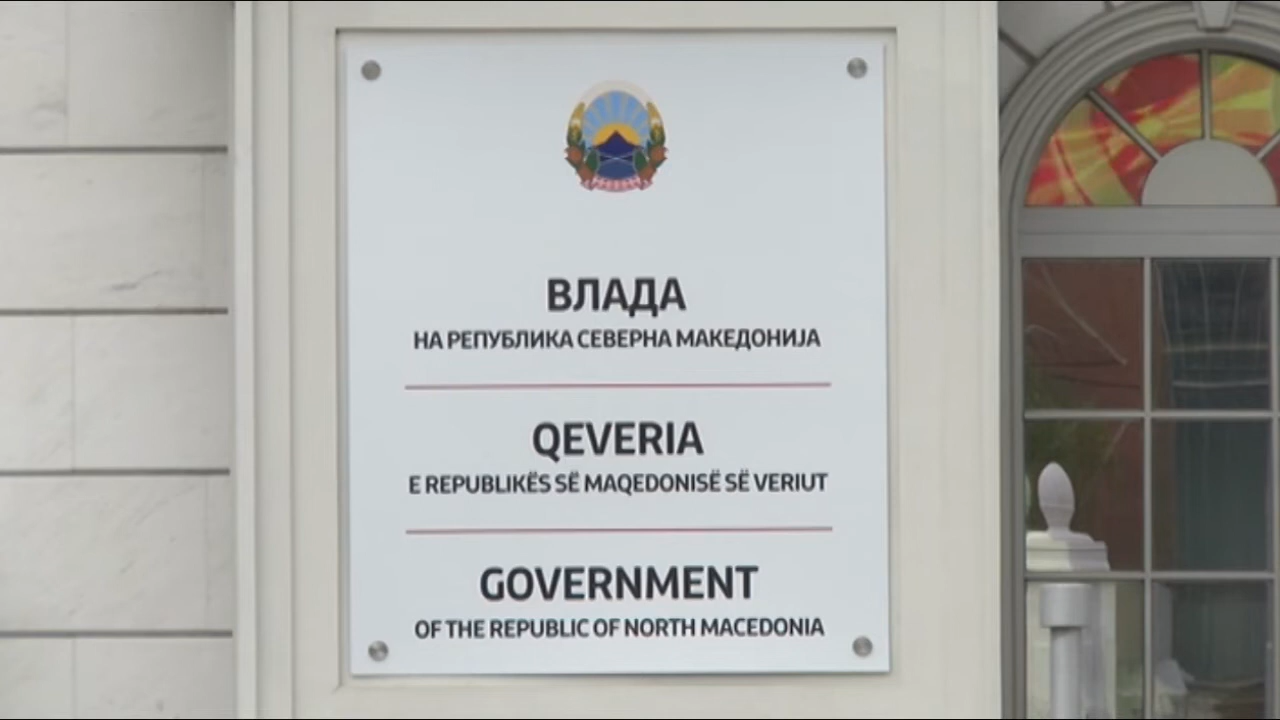 ВЛАДА
НА РЕПУБЛИКА СЕВЕРНА МАКЕДОНИЈА
QEVERIA
E REPUBLIKËS SË MAQEDONISË SË VERIUT
GOVERNMENT
OF THE REPUBLIC OF NORTH MACEDONIA